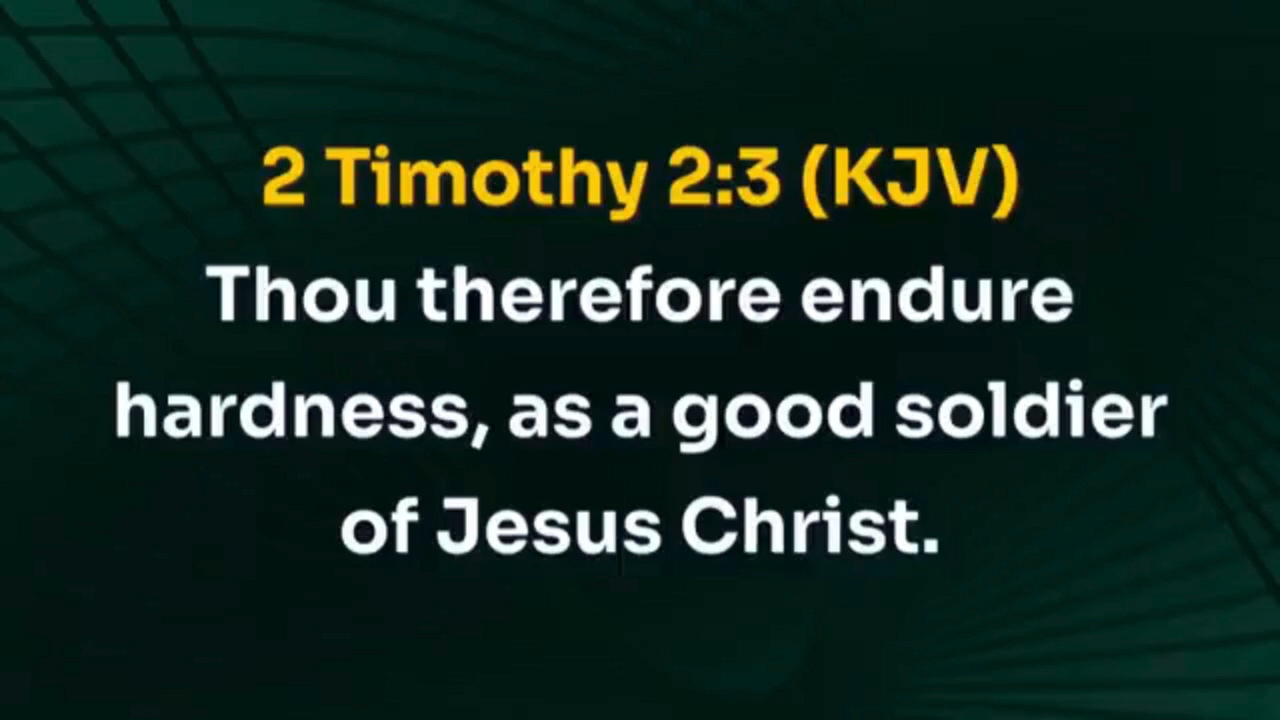 2 Timothy 2:3 (KJV)
Thou therefore endure
hardness, as a good soldier
of Jesus Christ.